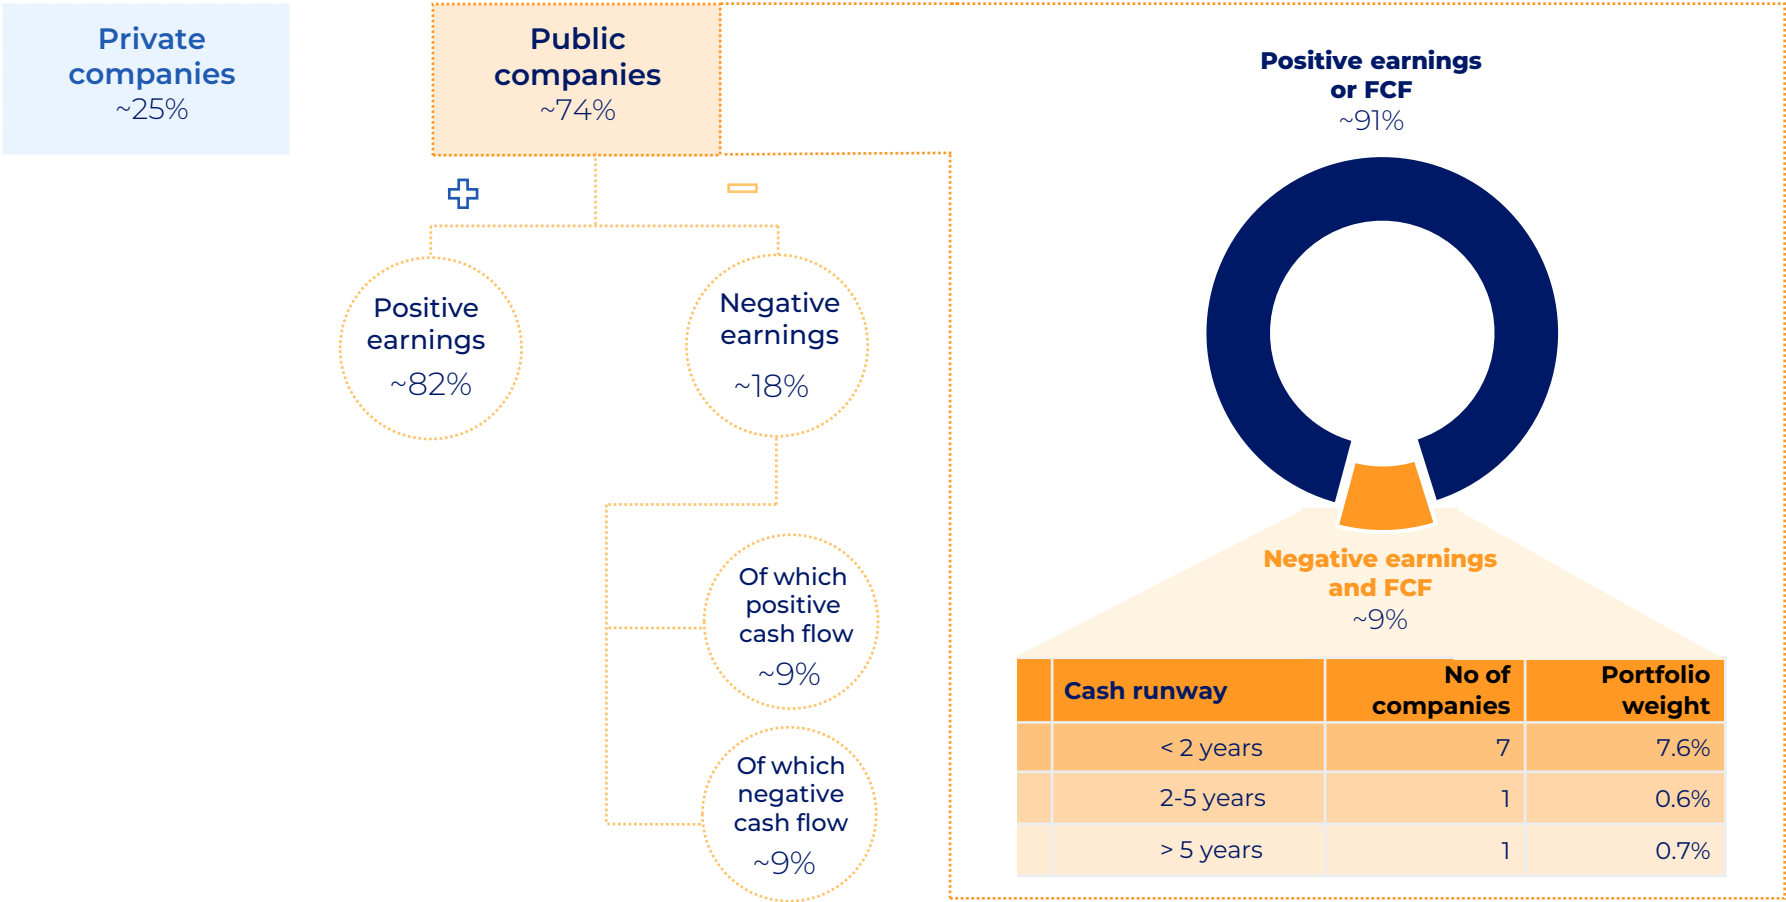 Private
companies
~25%
Public
companies
~74%
Positive
earnings
~82%
Negative
earnings
~18%
Of which
positive
cash flow
~9%
Of which
negative
cash flow
~9%
Positive earnings
or FCF
~91%
Negative earnings
and FCF
~9%
Cash runway No of companies Portfolio weight
< 2 years 7 7.6%
2-5 years 1 0.6%
> 5 years 1 0.7%